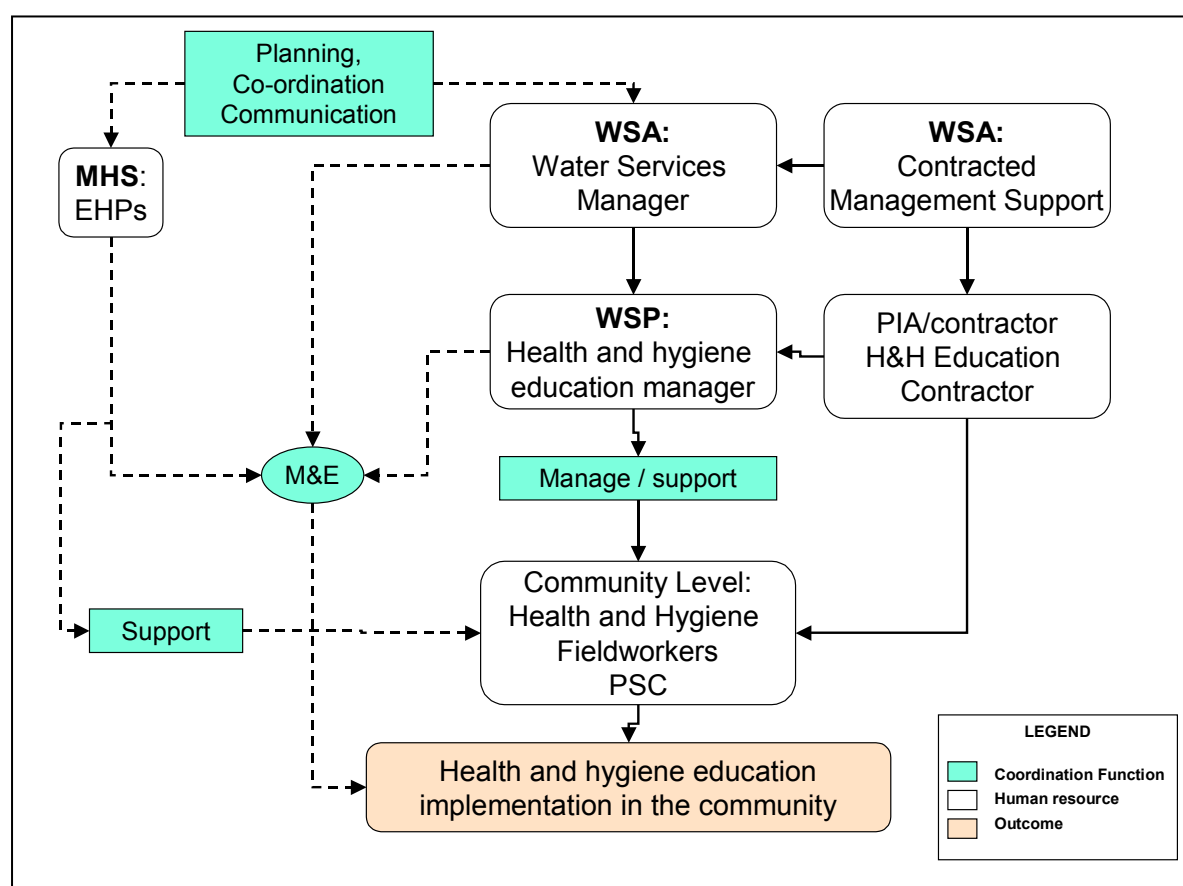 Planning,
Co-ordination
Communication
MHS:
EHPs
WSA:
Water Services
Manager
WSA:
Contracted
Management Support
WSP:
Health and hygiene
education manager
PIA/contractor
H&H Education
Contractor
M&E
Manage / support
Support
Community Level:
Health and Hygiene
Fieldworkers
PSC
Health and hygiene education
implementation in the community
LEGEND
Coordination Function
Human resource
Outcome